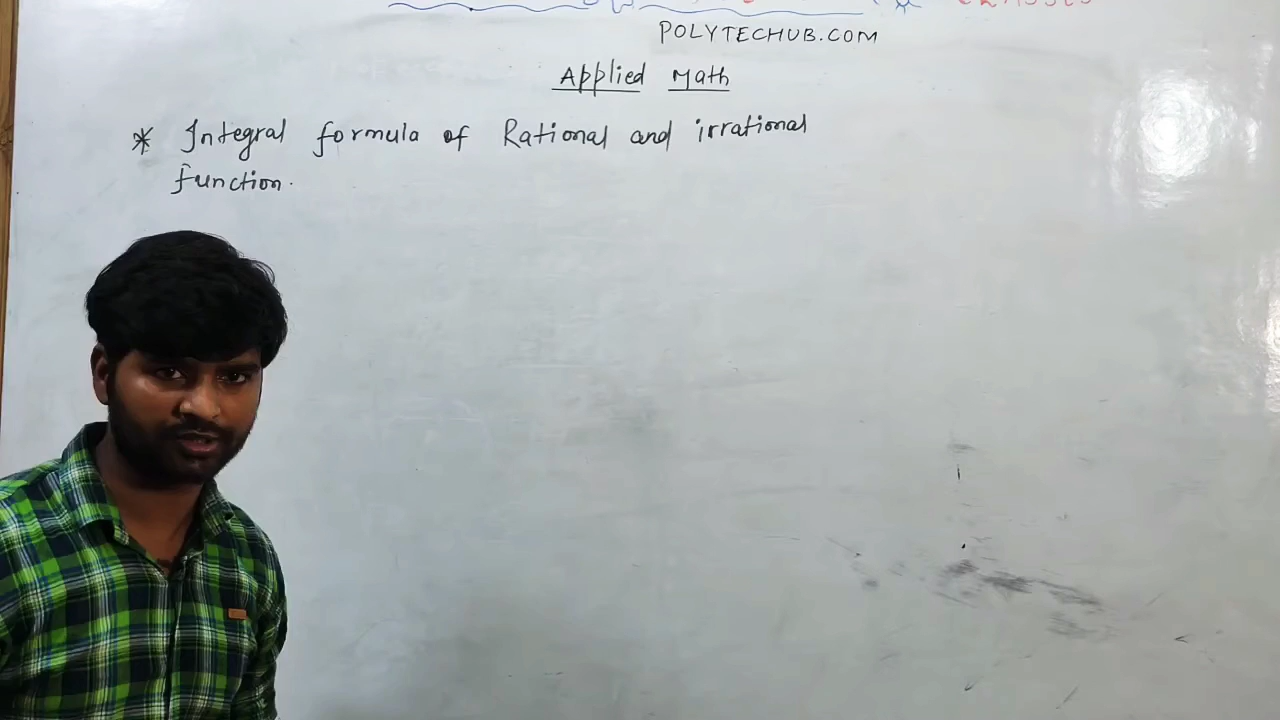 POLYTECHUB.COM
Applied Math
* Integral formula of Rational and irrational
function.